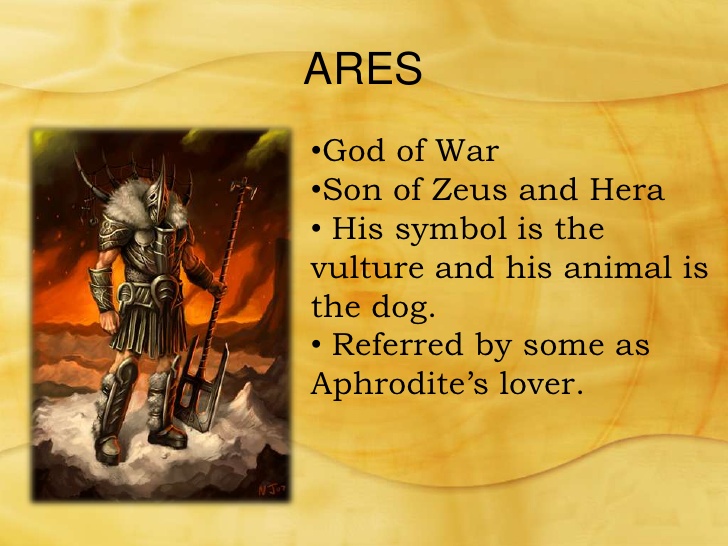 ARES
•God of War
•Son of Zeus and Hera
• His symbol is the
vulture and his animal is
the dog.
• Referred by some as
Aphrodite’s lover.